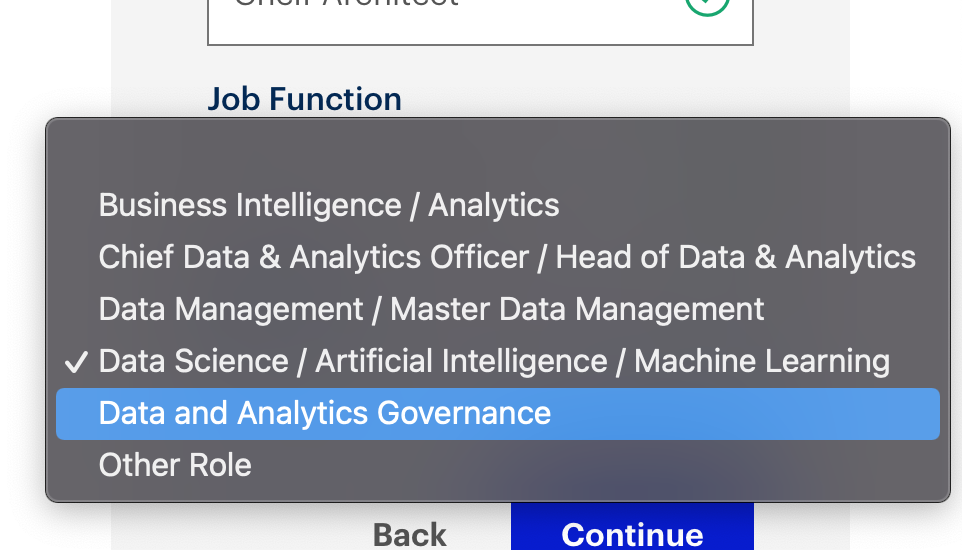 Job Function
Business Intelligence / Analytics
Chief Data & Analytics Officer / Head of Data & Analytics
Data Management / Master Data Management
Data Science / Artificial Intelligence / Machine Learning
Data and Analytics Governance
Other Role
Back Continue